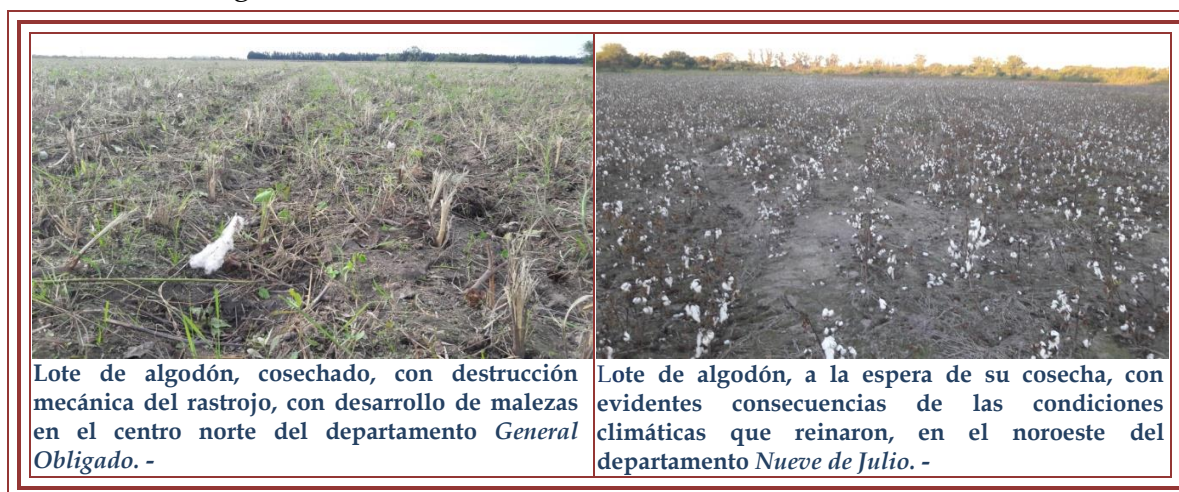 Lote de algodón, cosechado, con destrucción
mecánica del rastrojo, con desarrollo de malezas
en el centro norte del departamento General
Obligado. -
Lote de algodón, a la espera de su cosecha, con
evidentes consecuencias de las condiciones
climáticas que reinaron, en el noroeste del
departamento Nueve de Julio. -